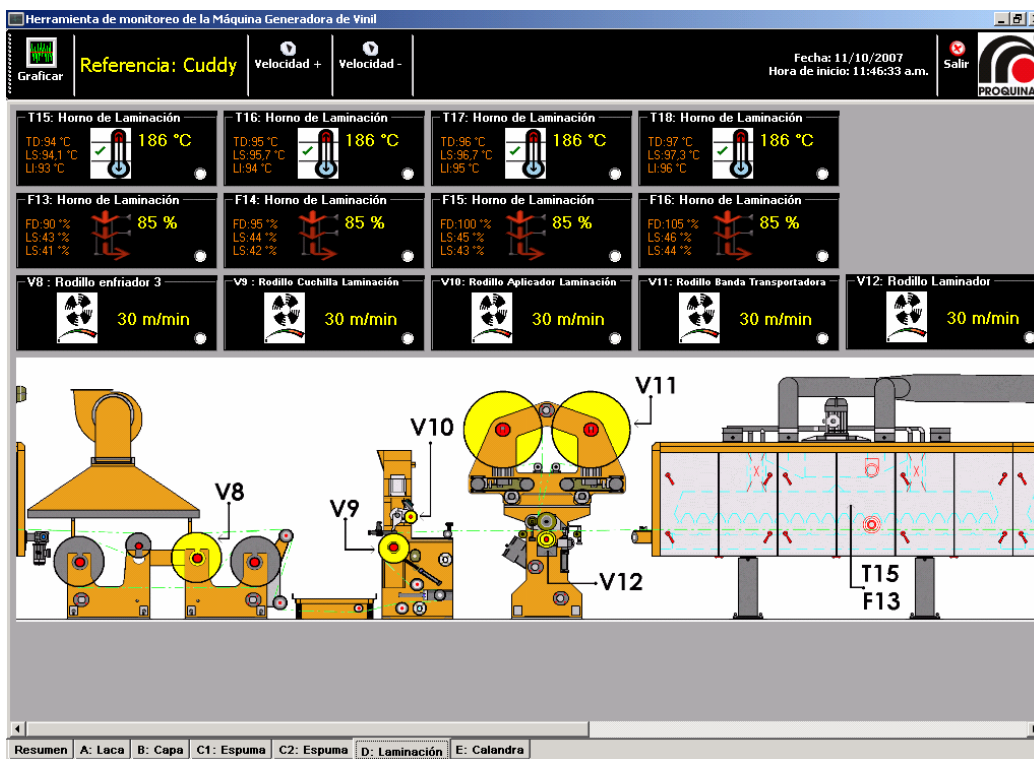 Herramienta de monitoreo de la Máquina Generadora de Vinil
Graficar
Referencia: Cuddy
Velocidad +
Velocidad -
Fecha: 11/10/2007
Hora de inicio: 11:46:33 a.m.
Salir
PROQUINA
T15: Horno de Laminación
TD:94 °C
LS:94,1 °C
LI:93 °C
186 °C
T16: Horno de Laminación
TD:95 °C
LS:95,7 °C
LI:94 °C
186 °C
T17: Horno de Laminación
TD:96 °C
LS:96,7 °C
LI:95 °C
186 °C
T18: Horno de Laminación
TD:97 °C
LS:97,3 °C
LI:96 °C
186 °C
F13: Horno de Laminación
FD:90 °%
LS:43 °%
LS:41 °%
85 %
F14: Horno de Laminación
FD:95 °%
LS:44 °%
LS:42 °%
85 %
F15: Horno de Laminación
FD:100 °%
LS:45 °%
LS:43 °%
85 %
F16: Horno de Laminación
FD:105 °%
LS:46 °%
LS:44 °%
85 %
V8 : Rodillo enfriador 3
30 m/min
V9 : Rodillo Cuchilla Laminación
30 m/min
V10: Rodillo Aplicador Laminación
30 m/min
V11: Rodillo Banda Transportadora
30 m/min
V12: Rodillo Laminador
30 m/min
V11
V10
V8
V9
V12
T15
F13
Resumen
A: Laca
B: Capa
C1: Espuma
C2: Espuma
D: Laminación
E: Calandra